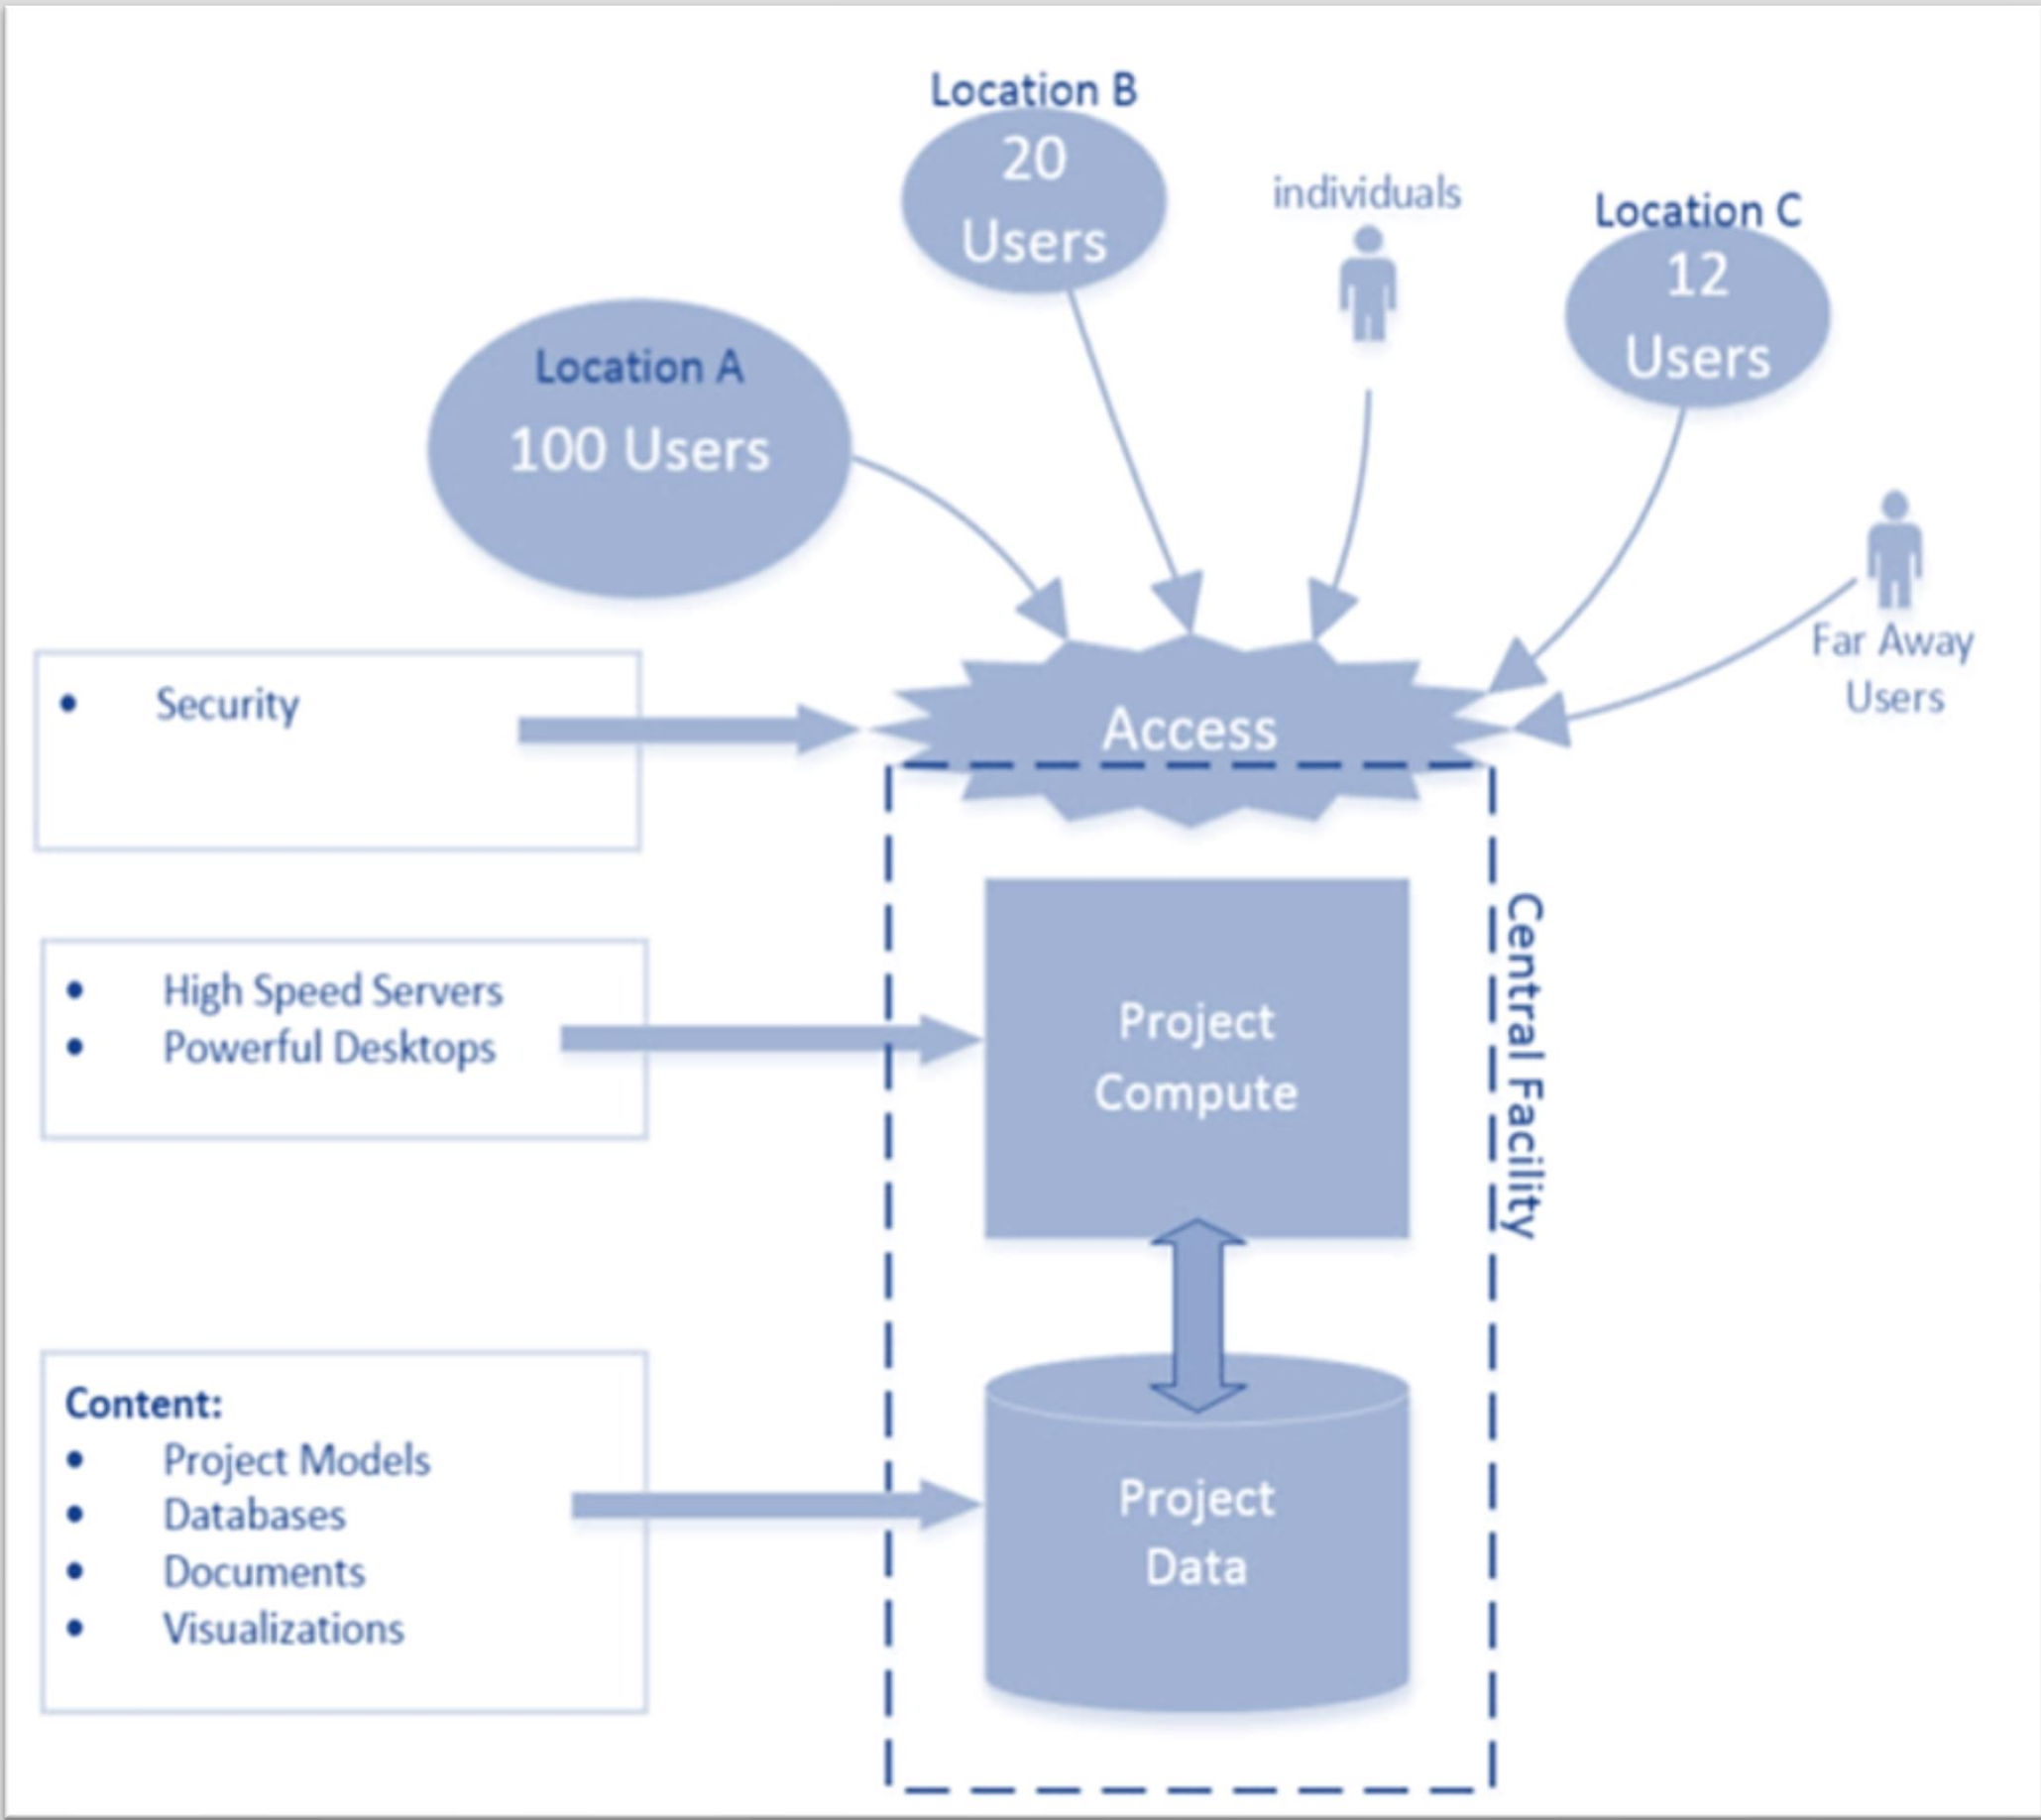 Location B
20
Users
individuals
Location C
12
Users
Location A
100 Users
Far Away
Users
• Security
Access
• High Speed Servers
• Powerful Desktops
Project
Compute
Central Facility
Content:
• Project Models
• Databases
• Documents
• Visualizations
Project
Data